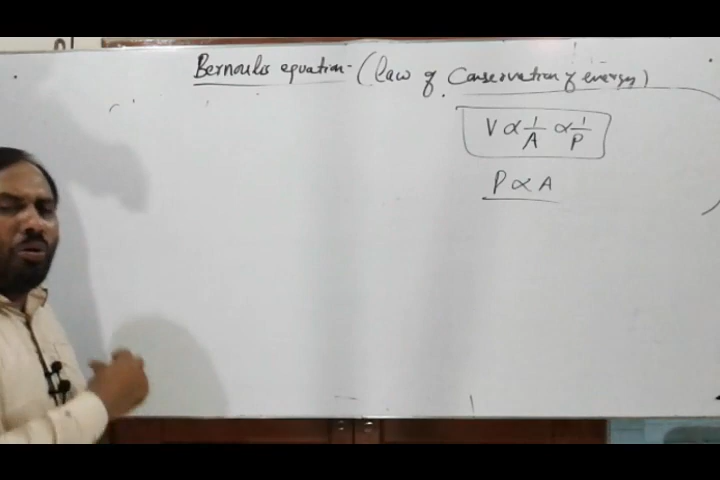 Bernoulis equation - (law of Conservation of energy)
V ∝ 1/A ∝ 1/P
P ∝ A